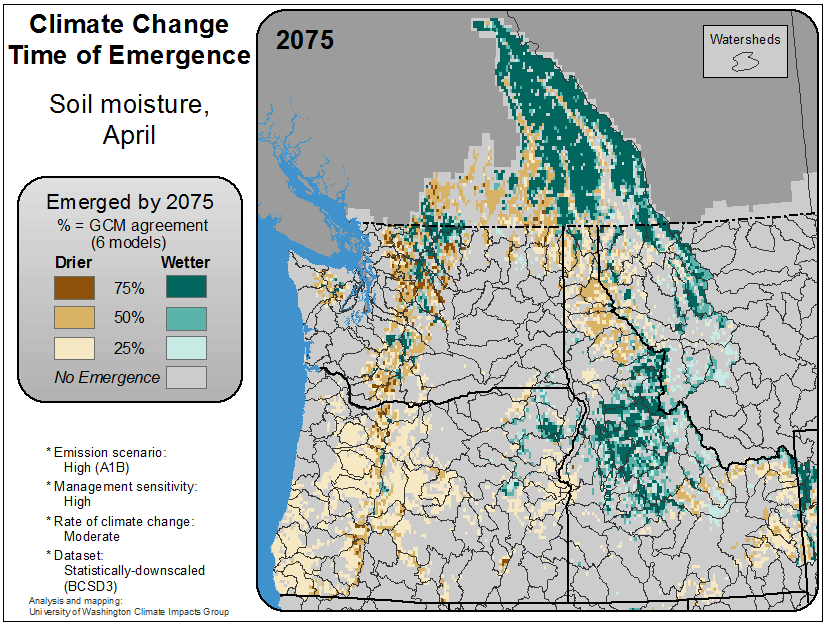 Climate Change
Time of Emergence
Soil moisture,
April
Emerged by 2075
% = GCM agreement
(6 models)
Drier Wetter
75%
50%
25%
No Emergence
* Emission scenario:
High (A1B)
* Management sensitivity:
High
* Rate of climate change:
Moderate
* Dataset:
Statistically-downscaled
(BCSD3)
Analysis and mapping:
University of Washington Climate Impacts Group
2075
Watersheds